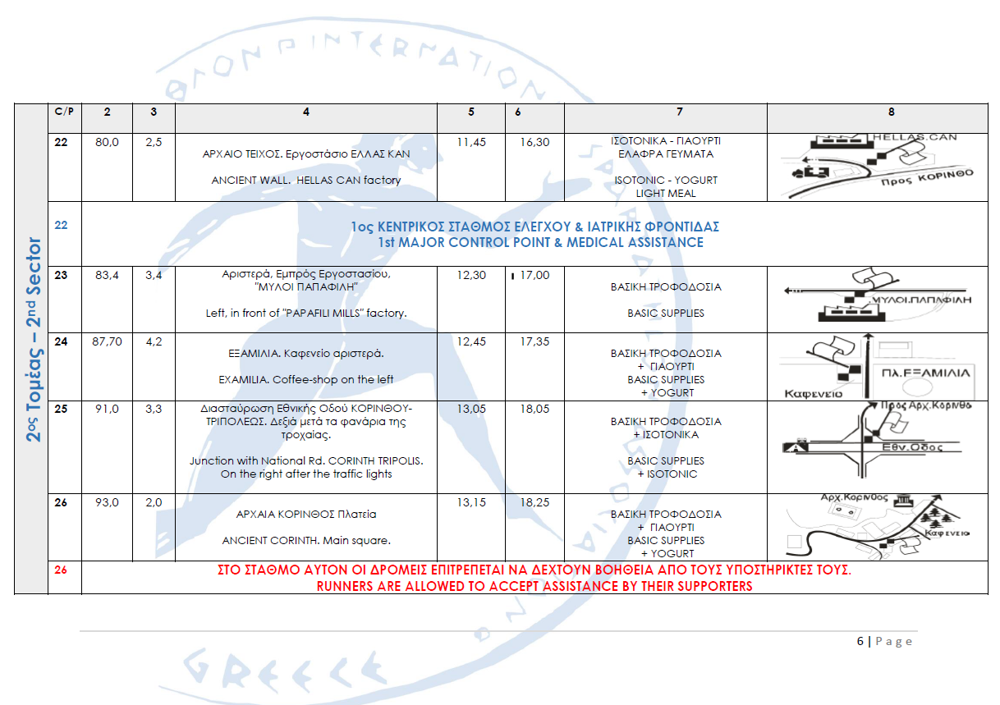 ΘΛΟΝ INTERNATION
C/P 2 3 4 5 6 7 8
2ος Τομέας – 2nd Sector
22 80,0 2,5 11,45 16,30
ΑΡΧΑΙΟ ΤΕΙΧΟΣ. Εργοστάσιο ΕΛΛΑΣ ΚΑΝ
ANCIENT WALL. HELLAS CAN factory
ΙΣΟΤΟΝΙΚΑ - ΓΙΑΟΥΡΤΙ
ΕΛΑΦΡΑ ΓΕΥΜΑΤΑ
ISOTONIC - YOGURT
LIGHT MEAL
HELLAS.CAN
Προς ΚΟΡΙΝΘΟ
22
1ος ΚΕΝΤΡΙΚΟΣ ΣΤΑΘΜΟΣ ΕΛΕΓΧΟΥ & ΙΑΤΡΙΚΗΣ ΦΡΟΝΤΙΔΑΣ
1st MAJOR CONTROL POINT & MEDICAL ASSISTANCE
23 83,4 3,4 12,30 17,00
Αριστερά, Εμπρός Εργοστασίου,
"ΜΥΛΟΙ ΠΑΠΑΦΙΛΗ"
Left, in front of "PAPAFILI MILLS" factory.
ΒΑΣΙΚΗ ΤΡΟΦΟΔΟΣΙΑ
BASIC SUPPLIES
ΜΥΛΟΙ.ΠΑΠΑΦΙΛΗ
24 87,70 4,2 12,45 17,35
ΕΞΑΜΙΛΙΑ. Καφενείο αριστερά.
EXAMILIA. Coffee-shop on the left
ΒΑΣΙΚΗ ΤΡΟΦΟΔΟΣΙΑ
+ ΓΙΑΟΥΡΤΙ
BASIC SUPPLIES
+ YOGURT
Πλ.ΕΞΑΜΙΛΙΑ
Καφενειο
25 91,0 3,3 13,05 18,05
Διασταύρωση Εθνικής Οδού ΚΟΡΙΝΘΟΥ-
ΤΡΙΠΟΛΕΩΣ. Δεξιά μετά τα φανάρια της
τροχαίας.
Junction with National Rd. CORINTH TRIPOLIS.
On the right after the traffic lights
ΒΑΣΙΚΗ ΤΡΟΦΟΔΟΣΙΑ
+ ΙΣΟΤΟΝΙΚΑ
BASIC SUPPLIES
+ ISOTONIC
Προς Αρχ.Κορινθο
Εθν.Οδος
26 93,0 2,0 13,15 18,25
ΑΡΧΑΙΑ ΚΟΡΙΝΘΟΣ Πλατεία
ANCIENT CORINTH. Main square.
ΒΑΣΙΚΗ ΤΡΟΦΟΔΟΣΙΑ
+ ΓΙΑΟΥΡΤΙ
BASIC SUPPLIES
+ YOGURT
Αρχ.Κορινθος
Καφενειο
26
ΣΤΟ ΣΤΑΘΜΟ ΑΥΤΟΝ ΟΙ ΔΡΟΜΕΙΣ ΕΠΙΤΡΕΠΕΤΑΙ ΝΑ ΔΕΧΤΟΥΝ ΒΟΗΘΕΙΑ ΑΠΟ ΤΟΥΣ ΥΠΟΣΤΗΡΙΚΤΕΣ ΤΟΥΣ.
RUNNERS ARE ALLOWED TO ACCEPT ASSISTANCE BY THEIR SUPPORTERS
6 | Page
GREECE